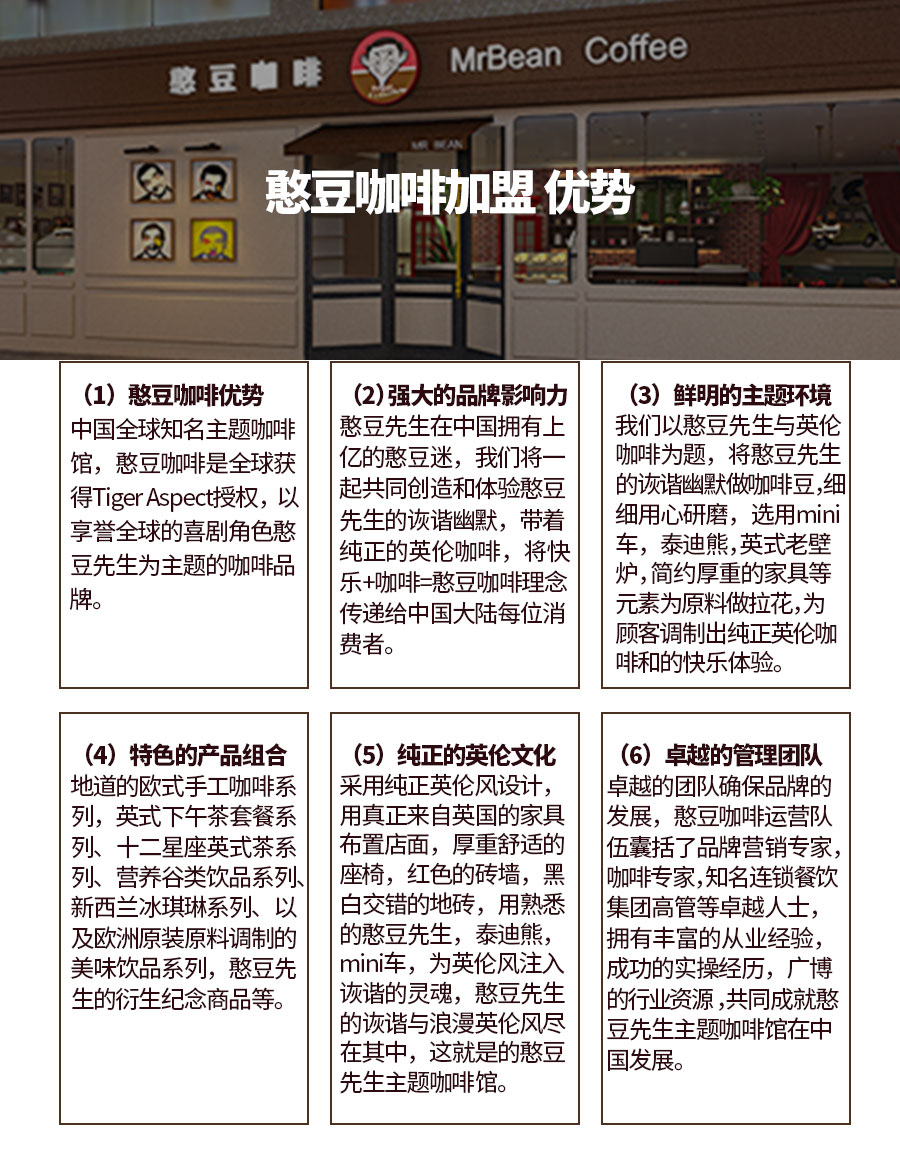 憨豆咖啡
MrBean Coffee
MR BEAN
憨豆咖啡加盟 优势
（1）憨豆咖啡优势
中国全球知名主题咖啡
馆，憨豆咖啡是全球获
得Tiger Aspect授权，以
享誉全球的喜剧角色憨
豆先生为主题的咖啡品
牌。
（2）强大的品牌影响力
憨豆先生在中国拥有上
亿的憨豆迷，我们将一
起共同创造和体验憨豆
先生的诙谐幽默，带着
纯正的英伦咖啡，将快
乐+咖啡=憨豆咖啡理念
传递给中国大陆每位消
费者。
（3）鲜明的主题环境
我们以憨豆先生与英伦
咖啡为题，将憨豆先生
的诙谐幽默做咖啡豆,细
细用心研磨，选用mini
车，泰迪熊,英式老壁
炉,简约厚重的家具等
元素为原料做拉花,为
顾客调制出纯正英伦咖
啡和的快乐体验。
（4）特色的产品组合
地道的欧式手工咖啡系
列，英式下午茶套餐系
列、十二星座英式茶系
列、营养谷类饮品系列、
新西兰冰琪琳系列、以
及欧洲原装原料调制的
美味饮品系列，憨豆先
生的衍生纪念商品等。
（5）纯正的英伦文化
采用纯正英伦风设计，
用真正来自英国的家具
布置店面，厚重舒适的
座椅，红色的砖墙，黑
白交错的地砖，用熟悉
的憨豆先生，泰迪熊，
mini车，为英伦风注入
诙谐的灵魂，憨豆先生
的诙谐与浪漫英伦风尽
在其中，这就是的憨豆
先生主题咖啡馆。
（6）卓越的管理团队
卓越的团队确保品牌的
发展，憨豆咖啡运营队
伍囊括了品牌营销专家，
咖啡专家,知名连锁餐饮
集团高管等卓越人士，
拥有丰富的从业经验，
成功的实操经历，广博
的行业资源,共同成就憨
豆先生主题咖啡馆在中
国发展。